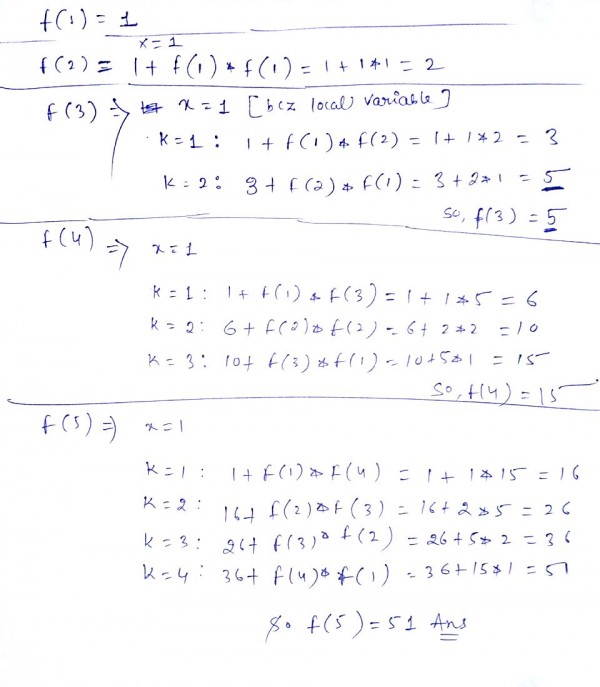 f(1) = 1
x=1
f(2) = 1 + f(1) * f(1) = 1 + 1*1 = 2
f(3) => x = 1 [bcz local variable]
k=1 : 1 + f(1) * f(2) = 1 + 1*2 = 3
k=2 : 3 + f(2) * f(1) = 3 + 2*1 = 5
so, f(3) = 5
f(4) => x = 1
k=1 : 1 + f(1) * f(3) = 1 + 1*5 = 6
k=2 : 6 + f(2) * f(2) = 6 + 2*2 = 10
k=3 : 10 + f(3) * f(1) = 10 + 5*1 = 15
So, f(4) = 15
f(5) => x = 1
k=1 : 1 + f(1) * f(4) = 1 + 1*15 = 16
k=2 : 16 + f(2) * f(3) = 16 + 2*5 = 26
k=3 : 26 + f(3) * f(2) = 26 + 5*2 = 36
k=4 : 36 + f(4) * f(1) = 36 + 15*1 = 51
So f(5) = 51 Ans